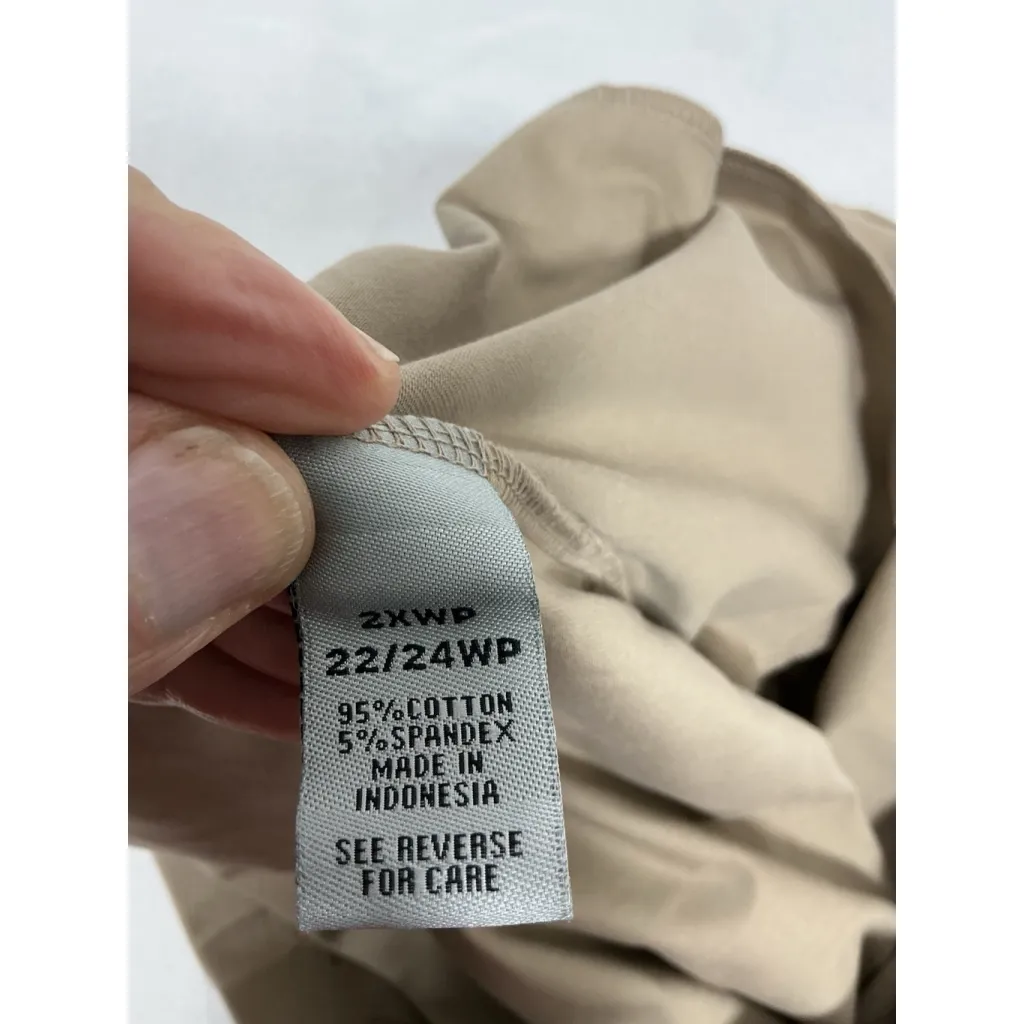 2XWP
22/24WP
95%COTTON
5%SPANDEX
MADE IN
INDONESIA
SEE REVERSE
FOR CARE